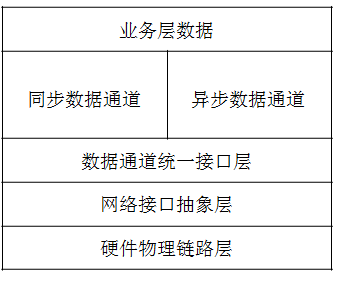 业务层数据
同步数据通道
异步数据通道
数据通道统一接口层
网络接口抽象层
硬件物理链路层